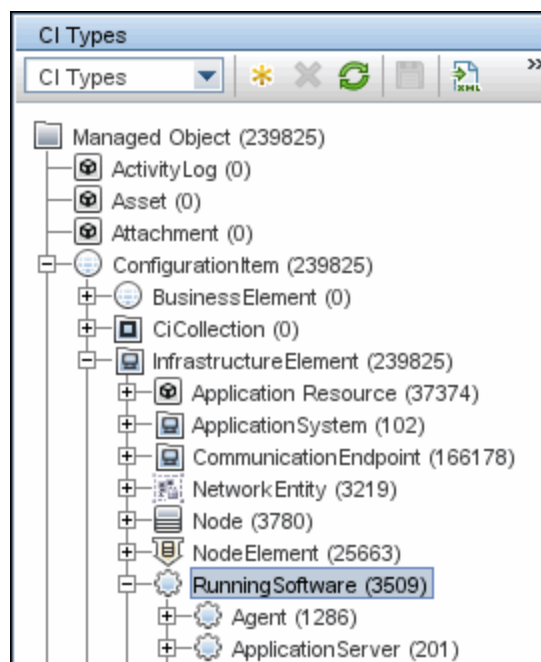 CI Types
CI Types
»
XML
Managed Object (239825)
ActivityLog (0)
Asset (0)
Attachment (0)
ConfigurationItem (239825)
BusinessElement (0)
CiCollection (0)
InfrastructureElement (239825)
Application Resource (37374)
ApplicationSystem (102)
CommunicationEndpoint (166178)
NetworkEntity (3219)
Node (3780)
NodeElement (25663)
RunningSoftware (3509)
Agent (1286)
ApplicationServer (201)